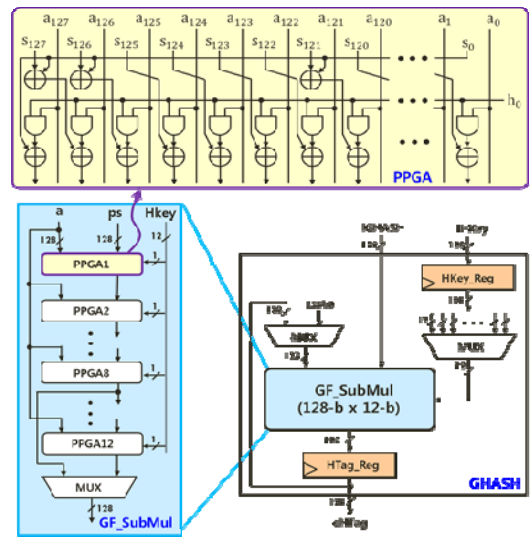 a127 a126 a125 a124 a123 a122 a121 a120 a1 a0
s127 s126 s125 s124 s123 s122 s121 s120 s0
h0
PPGA
a ps Hkey
128 128 12
PPGA1
1
PPGA2
1
PPGA8
1
PPGA12
1
MUX
128
GF_SubMul
HKey_Reg
MUX
MUX
GF_SubMul
(128-b x 12-b)
HTag_Reg
GHASH